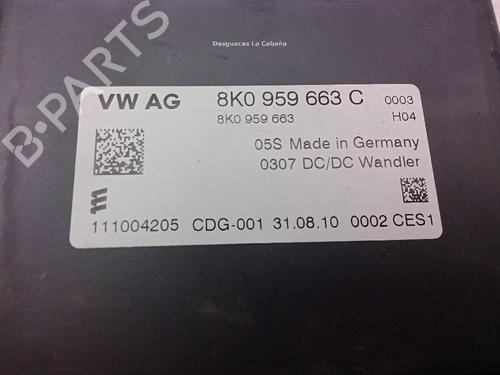 Desguaces La Cabaña
B-PARTS
VW AG 8K0 959 663 C 0003
8K0 959 663 H04
05S Made in Germany
0307 DC/DC Wandler
111004205 CDG-001 31.08.10 0002 CES1